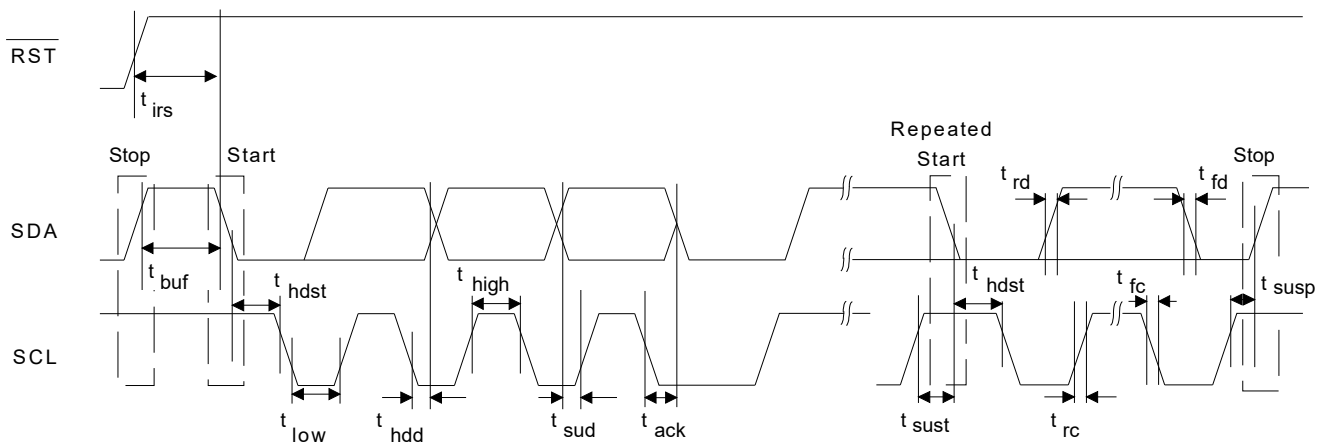 RST
t irs
Repeated
Stop Start Start Stop
t rd t fd
SDA
t buf t hdst t high t hdst t fc t susp
SCL
t low t hdd t sud t ack t sust t rc